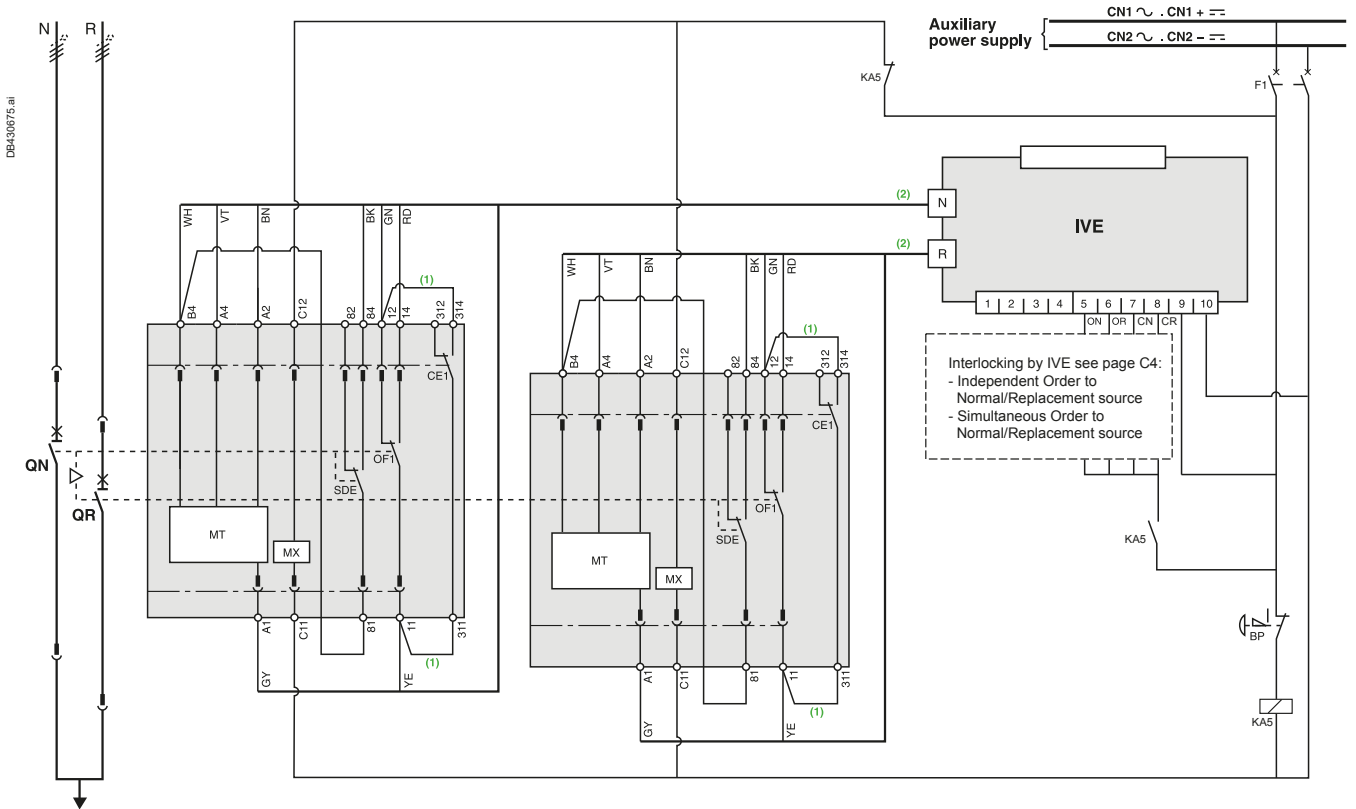 DB430675.ai
N
R
Auxiliary
power supply
CN1 ∿ . CN1 + ⎓
CN2 ∿ . CN2 – ⎓
KA5
F1
IVE
(2)
N
(2)
R
1 2 3 4 5 6 7 8 9 10
ON OR CN CR
Interlocking by IVE see page C4:
- Independent Order to
Normal/Replacement source
- Simultaneous Order to
Normal/Replacement source
KA5
BP
KA5
QN
QR
WH VT BN BK GN RD
(1)
B4 A4 A2 C12 82 84 12 14 312 314
CE1
OF1
SDE
MT
MX
A1 C11 81 11 311
(1)
GY YE
WH VT BN BK GN RD
(1)
B4 A4 A2 C12 82 84 12 14 312 314
CE1
OF1
SDE
MT
MX
A1 C11 81 11 311
(1)
GY YE